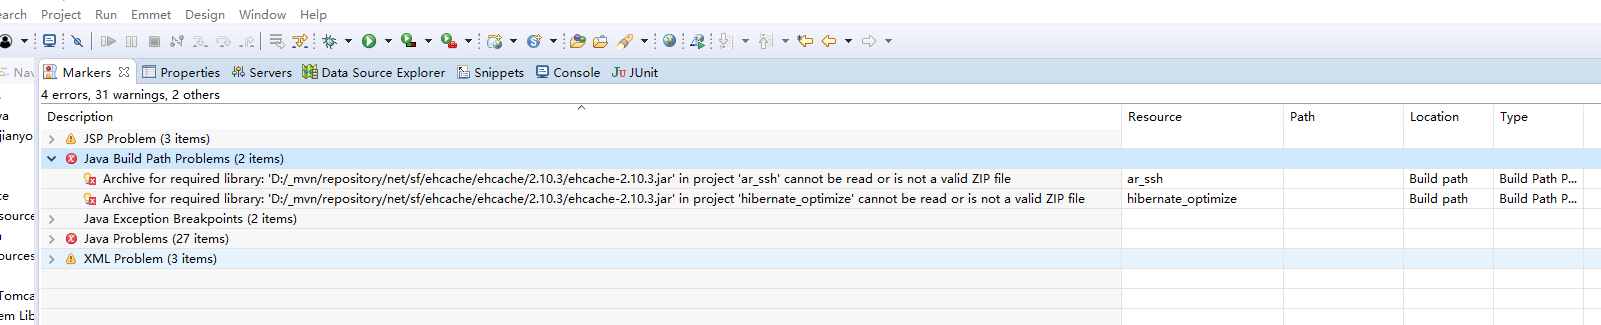 earch Project Run Emmet Design Window Help
Nav Markers Properties Servers Data Source Explorer Snippets Console Ju JUnit
4 errors, 31 warnings, 2 others
va
Description Resource Path Location Type
jianyo
JSP Problem (3 items)
Java Build Path Problems (2 items)
Archive for required library: 'D:/_mvn/repository/net/sf/ehcache/ehcache/2.10.3/ehcache-2.10.3.jar' in project 'ar_ssh' cannot be read or is not a valid ZIP file ar_ssh Build path Build Path P...
ce
Archive for required library: 'D:/_mvn/repository/net/sf/ehcache/ehcache/2.10.3/ehcache-2.10.3.jar' in project 'hibernate_optimize' cannot be read or is not a valid ZIP file hibernate_optimize Build path Build Path P...
source
Java Exception Breakpoints (2 items)
Java Problems (27 items)
ources
XML Problem (3 items)
Tomca
em Lib